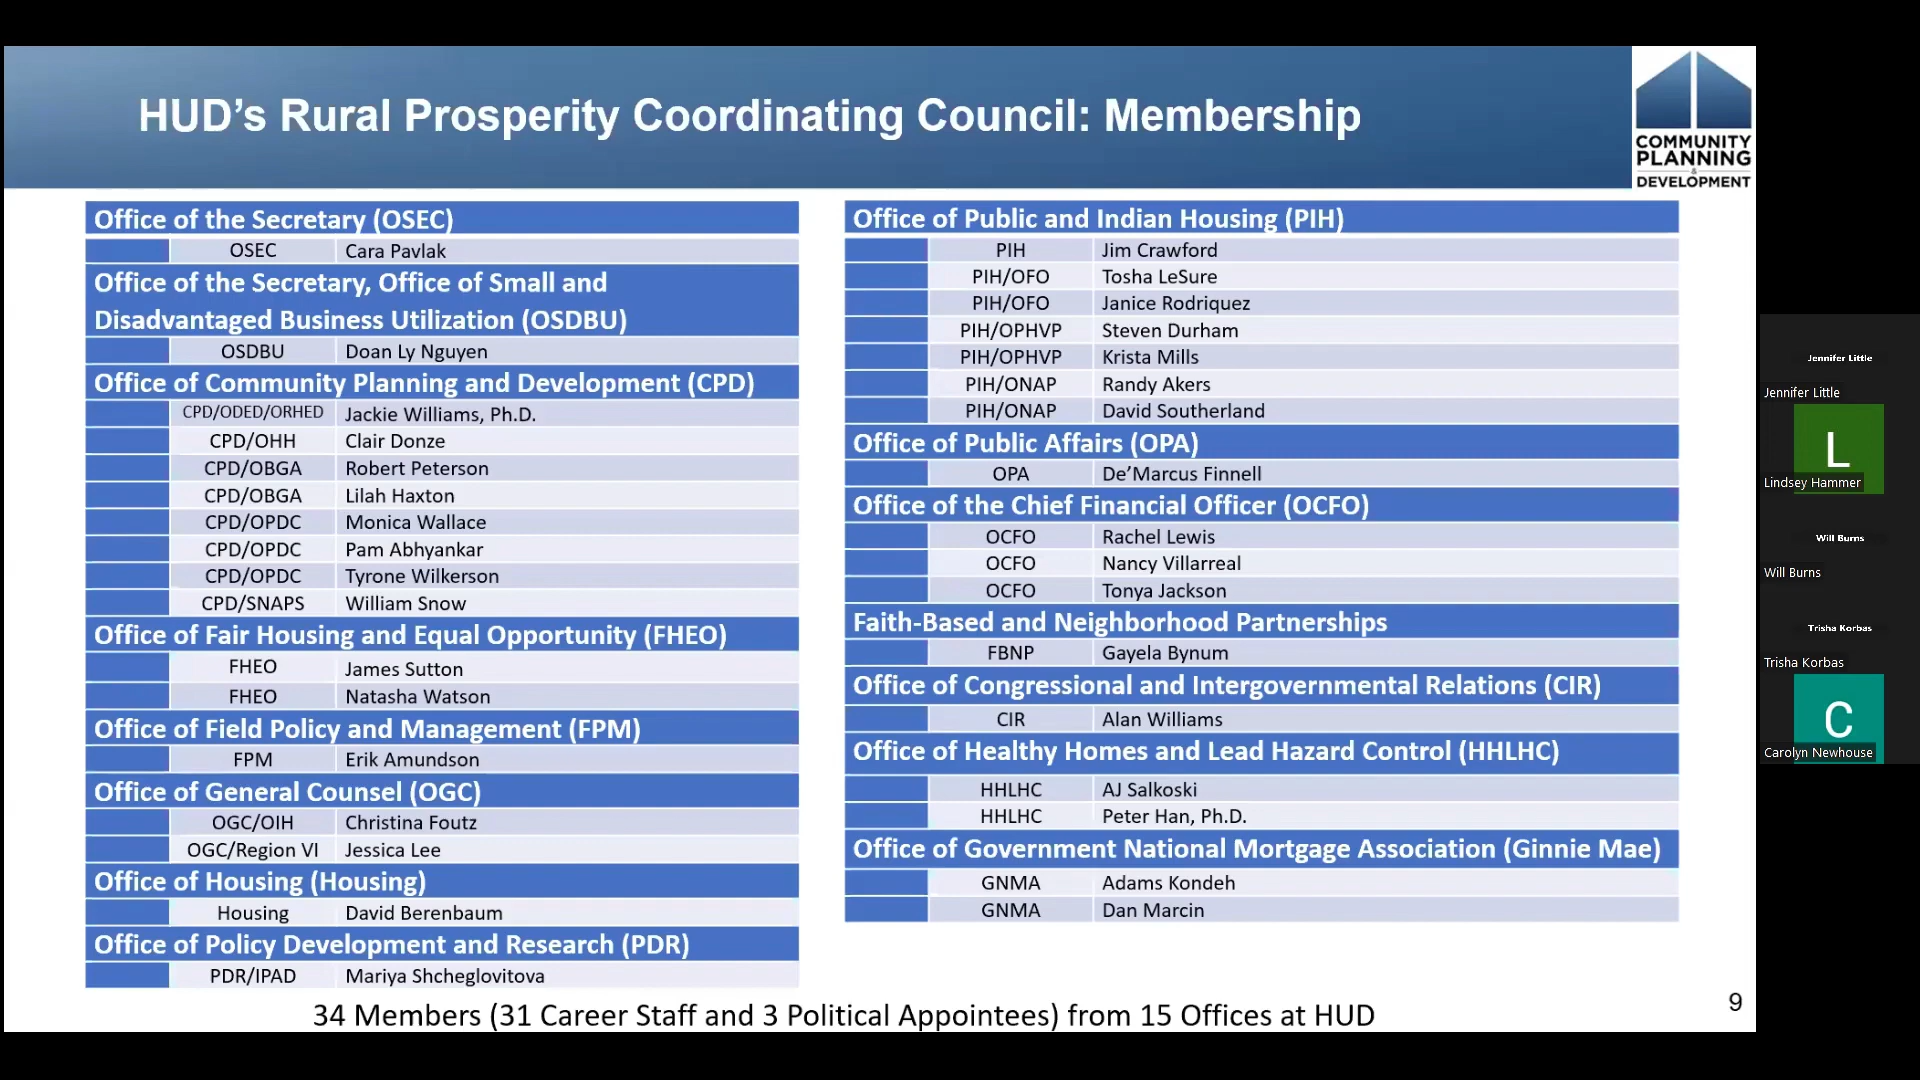 HUD's Rural Prosperity Coordinating Council: Membership
COMMUNITY
PLANNING
&
DEVELOPMENT
Office of the Secretary (OSEC)
OSEC Cara Pavlak
Office of the Secretary, Office of Small and
Disadvantaged Business Utilization (OSDBU)
OSDBU Doan Ly Nguyen
Office of Community Planning and Development (CPD)
CPD/ODED/ORHED Jackie Williams, Ph.D.
CPD/OHH Clair Donze
CPD/OBGA Robert Peterson
CPD/OBGA Lilah Haxton
CPD/OPDC Monica Wallace
CPD/OPDC Pam Abhyankar
CPD/OPDC Tyrone Wilkerson
CPD/SNAPS William Snow
Office of Fair Housing and Equal Opportunity (FHEO)
FHEO James Sutton
FHEO Natasha Watson
Office of Field Policy and Management (FPM)
FPM Erik Amundson
Office of General Counsel (OGC)
OGC/OIH Christina Foutz
OGC/Region VI Jessica Lee
Office of Housing (Housing)
Housing David Berenbaum
Office of Policy Development and Research (PDR)
PDR/IPAD Mariya Shcheglovitova
Office of Public and Indian Housing (PIH)
PIH Jim Crawford
PIH/OFO Tosha LeSure
PIH/OFO Janice Rodriquez
PIH/OPHVP Steven Durham
PIH/OPHVP Krista Mills
PIH/ONAP Randy Akers
PIH/ONAP David Southerland
Office of Public Affairs (OPA)
OPA De'Marcus Finnell
Office of the Chief Financial Officer (OCFO)
OCFO Rachel Lewis
OCFO Nancy Villarreal
OCFO Tonya Jackson
Faith-Based and Neighborhood Partnerships
FBNP Gayela Bynum
Office of Congressional and Intergovernmental Relations (CIR)
CIR Alan Williams
Office of Healthy Homes and Lead Hazard Control (HHLHC)
HHLHC AJ Salkoski
HHLHC Peter Han, Ph.D.
Office of Government National Mortgage Association (Ginnie Mae)
GNMA Adams Kondeh
GNMA Dan Marcin
34 Members (31 Career Staff and 3 Political Appointees) from 15 Offices at HUD
9
Jennifer Little
Jennifer Little
L
Lindsey Hammer
Will Burns
Will Burns
Trisha Korbas
Trisha Korbas
C
Carolyn Newhouse